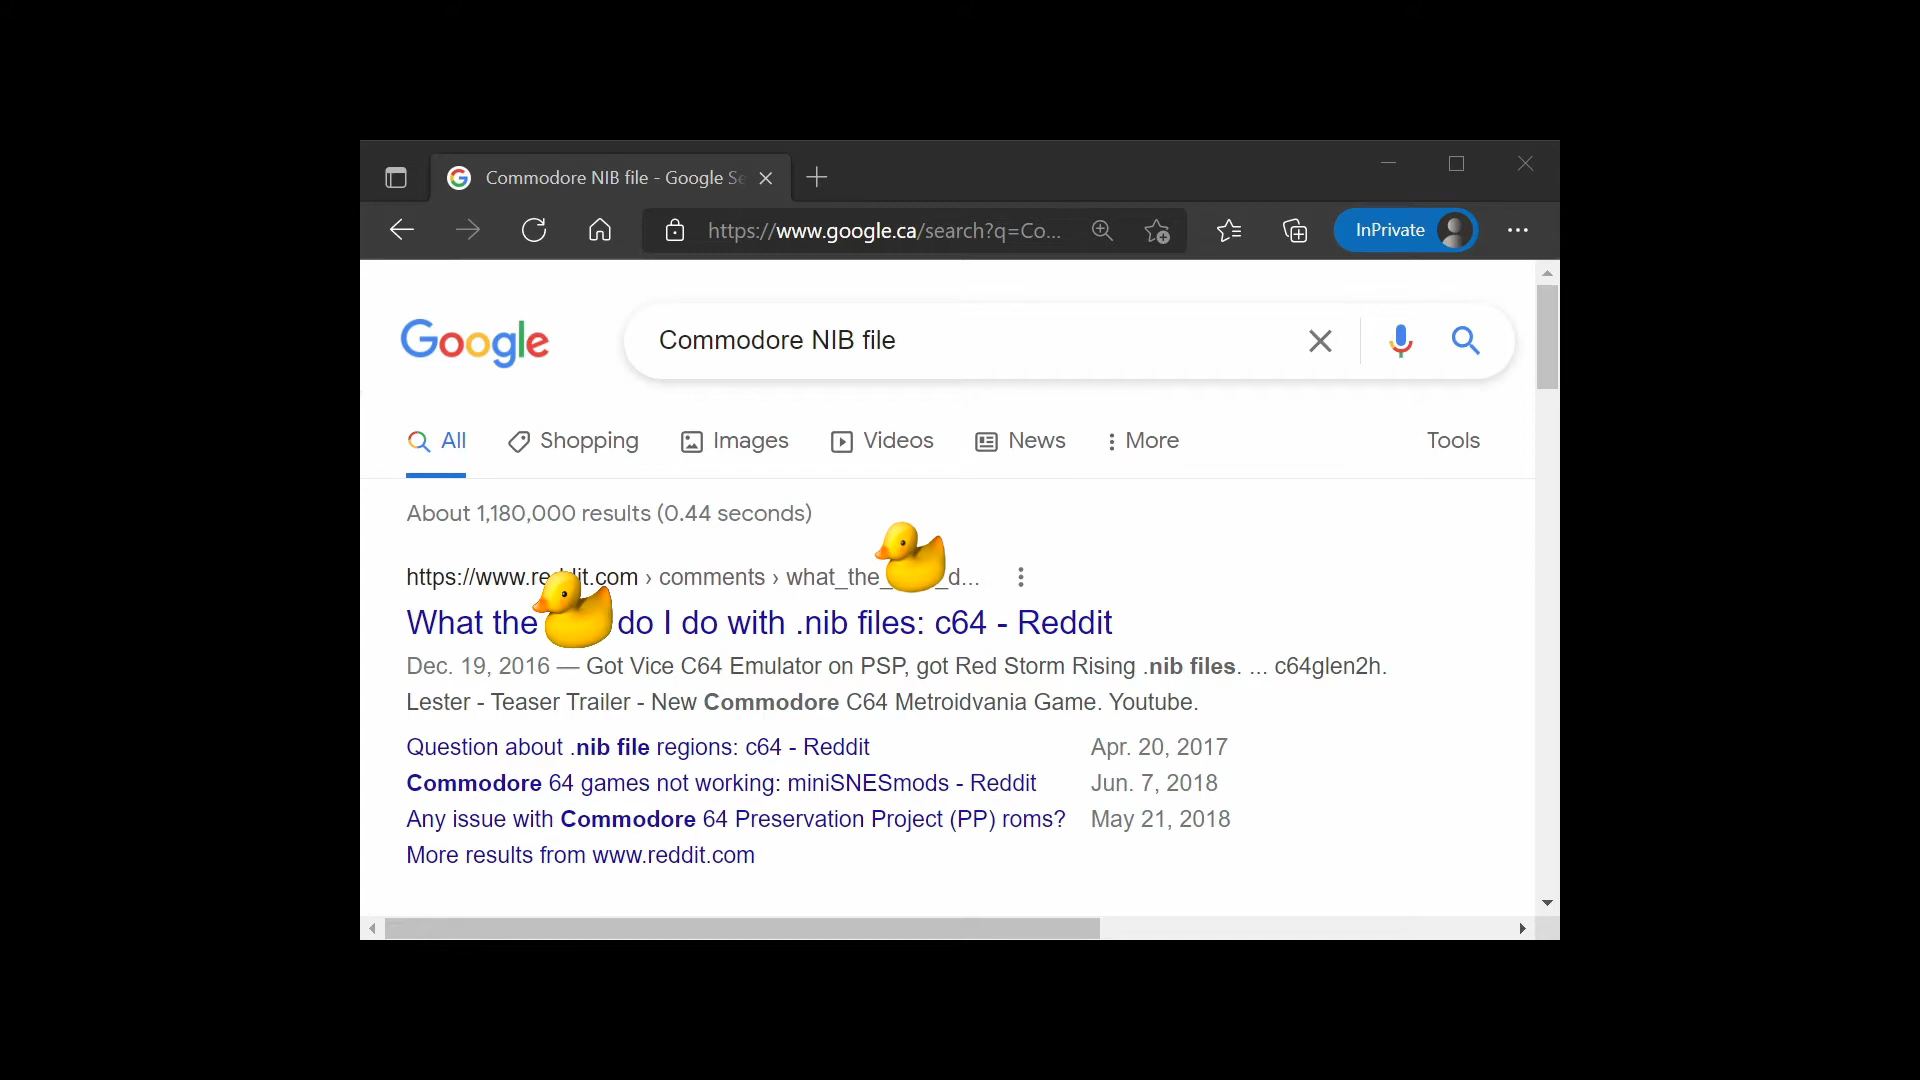 Commodore NIB file - Google Se
https://www.google.ca/search?q=Co...
InPrivate
Google
Commodore NIB file
All
Shopping
Images
Videos
News
More
Tools
About 1,180,000 results (0.44 seconds)
https://www.reddit.com › comments › what_the_ _d...
What the do I do with .nib files: c64 - Reddit
Dec. 19, 2016 — Got Vice C64 Emulator on PSP, got Red Storm Rising .nib files. ... c64glen2h.
Lester - Teaser Trailer - New Commodore C64 Metroidvania Game. Youtube.
Question about .nib file regions: c64 - Reddit Apr. 20, 2017
Commodore 64 games not working: miniSNESmods - Reddit Jun. 7, 2018
Any issue with Commodore 64 Preservation Project (PP) roms? May 21, 2018
More results from www.reddit.com